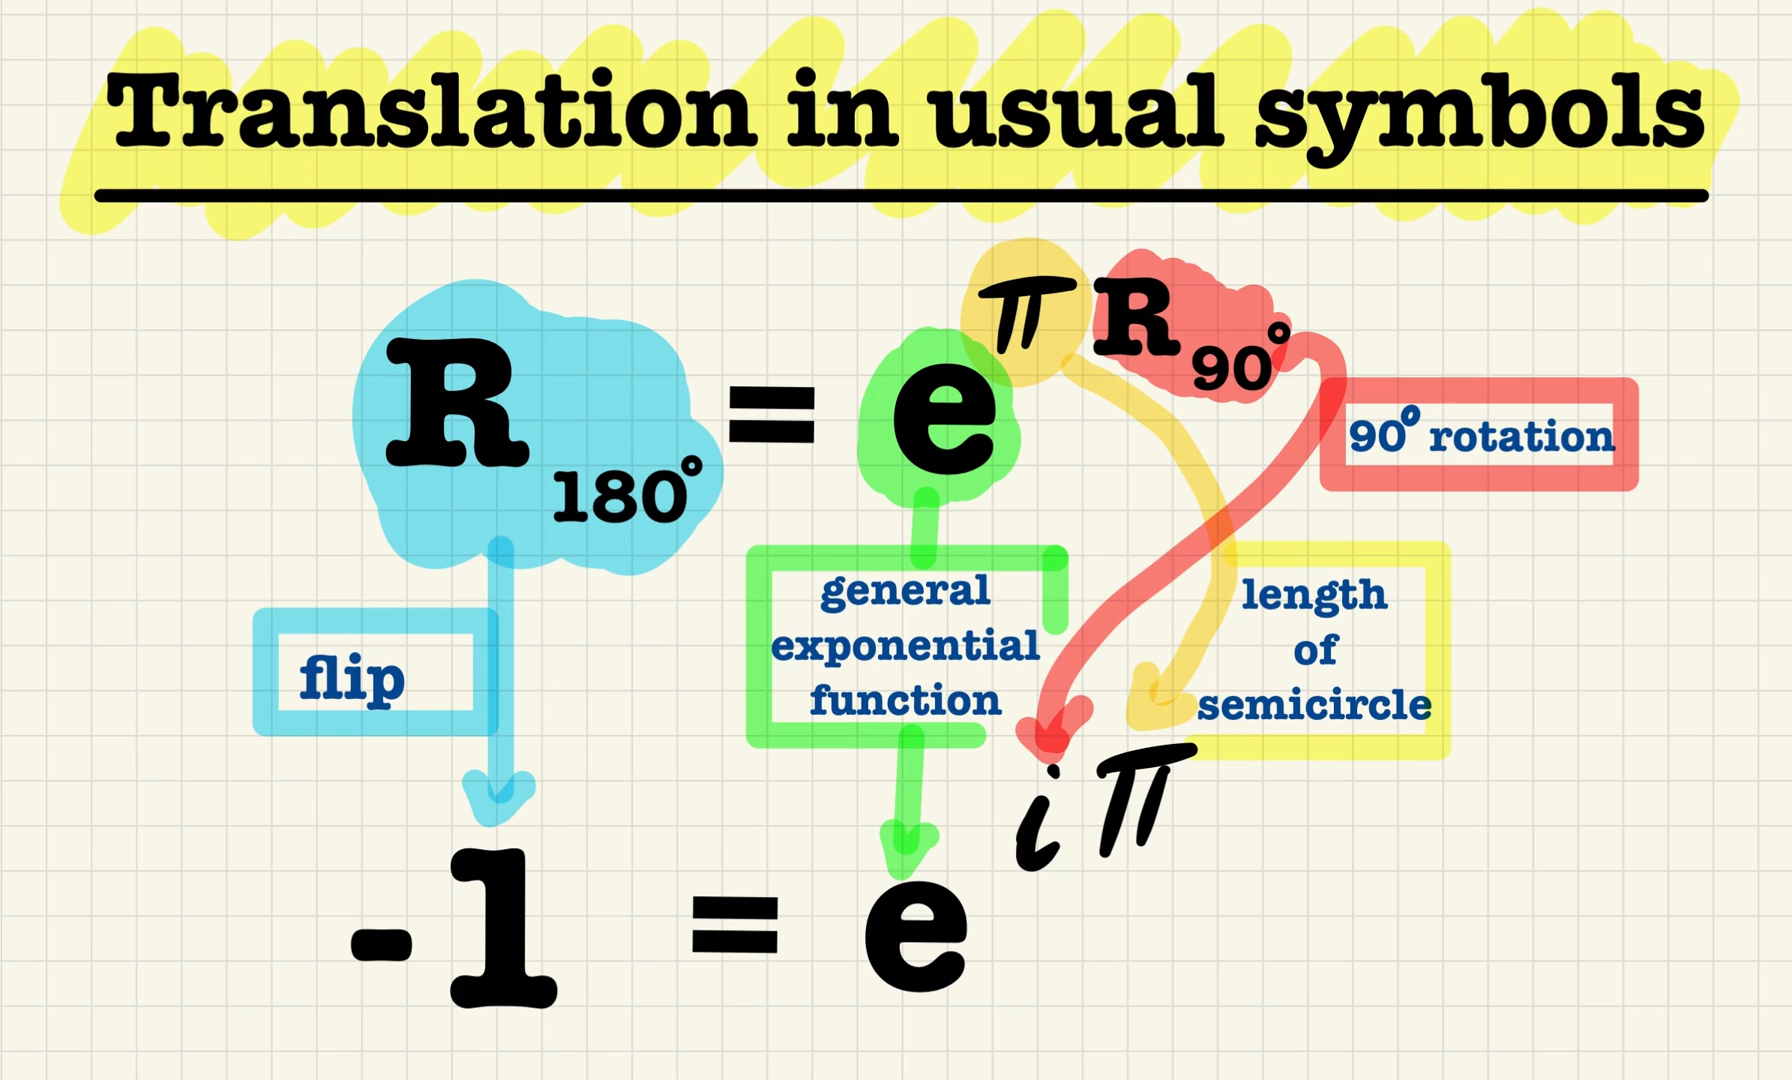 Translation in usual symbols
R180° = e^πR90°
90° rotation
flip
general
exponential
function
length
of
semicircle
-1 = e^iπ